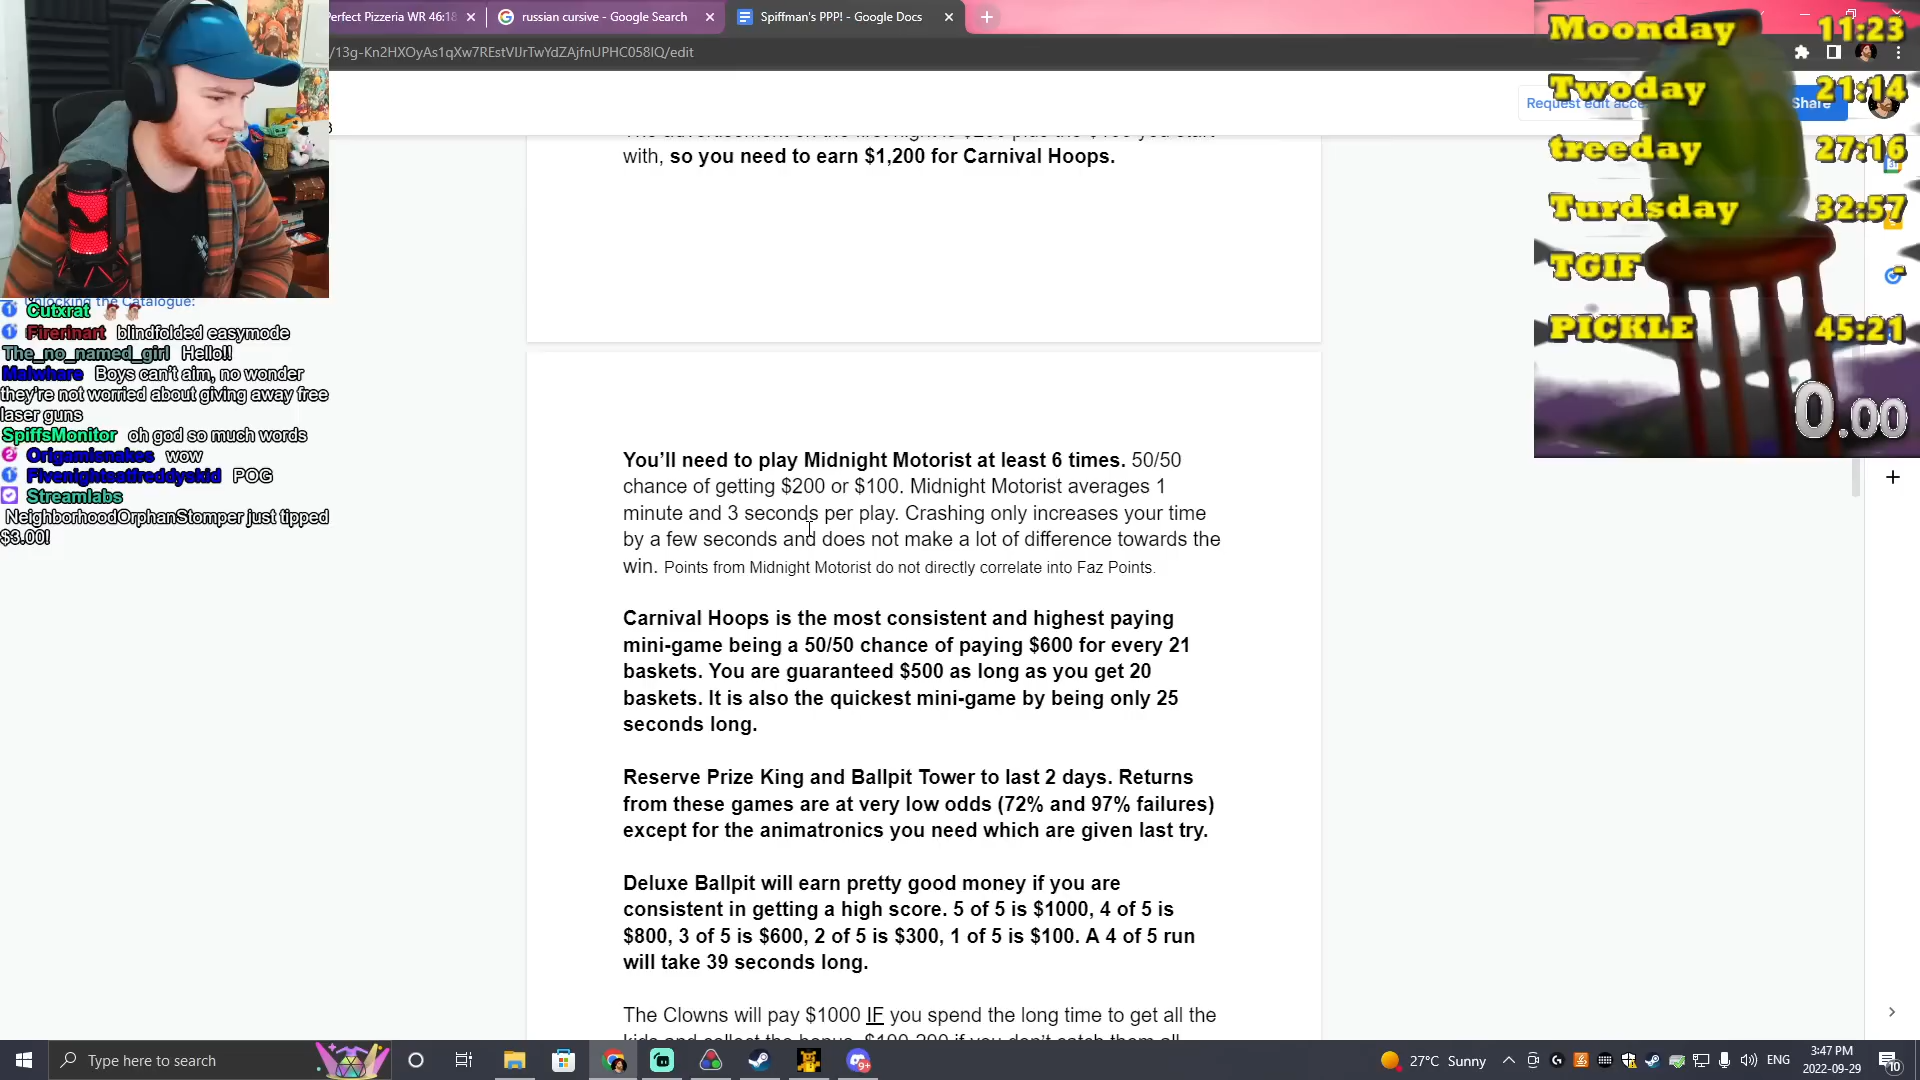 erfect Pizzeria WR 46:18
russian cursive - Google Search
Spiffman's PPP! - Google Docs
/13g-Kn2HXOyAs1qXw7REstVIJrTwYdZAjfnUPHC058IQ/edit
Request edit acce
Share
with, so you need to earn $1,200 for Carnival Hoops.
You'll need to play Midnight Motorist at least 6 times. 50/50
chance of getting $200 or $100. Midnight Motorist averages 1
minute and 3 seconds per play. Crashing only increases your time
by a few seconds and does not make a lot of difference towards the
win. Points from Midnight Motorist do not directly correlate into Faz Points.
Carnival Hoops is the most consistent and highest paying
mini-game being a 50/50 chance of paying $600 for every 21
baskets. You are guaranteed $500 as long as you get 20
baskets. It is also the quickest mini-game by being only 25
seconds long.
Reserve Prize King and Ballpit Tower to last 2 days. Returns
from these games are at very low odds (72% and 97% failures)
except for the animatronics you need which are given last try.
Deluxe Ballpit will earn pretty good money if you are
consistent in getting a high score. 5 of 5 is $1000, 4 of 5 is
$800, 3 of 5 is $600, 2 of 5 is $300, 1 of 5 is $100. A 4 of 5 run
will take 39 seconds long.
The Clowns will pay $1000 IF you spend the long time to get all the
Unlocking the Catalogue:
Cutxrat
Firerinart blindfolded easymode
The_no_named_girl Hello!!
Malwhare Boys can't aim, no wonder
they're not worried about giving away free
laser guns
SpiffsMonitor oh god so much words
Origamisnakes wow
Fivenightsatfreddyskid POG
Streamlabs
NeighborhoodOrphanStomper just tipped
$3.00!
Moonday 11:23
Twoday 21:14
treeday 27:16
Turdsday 32:57
TGIF -
PICKLE 45:21
0.00
Type here to search
9+
27°C Sunny
ENG
3:47 PM
2022-09-29
10